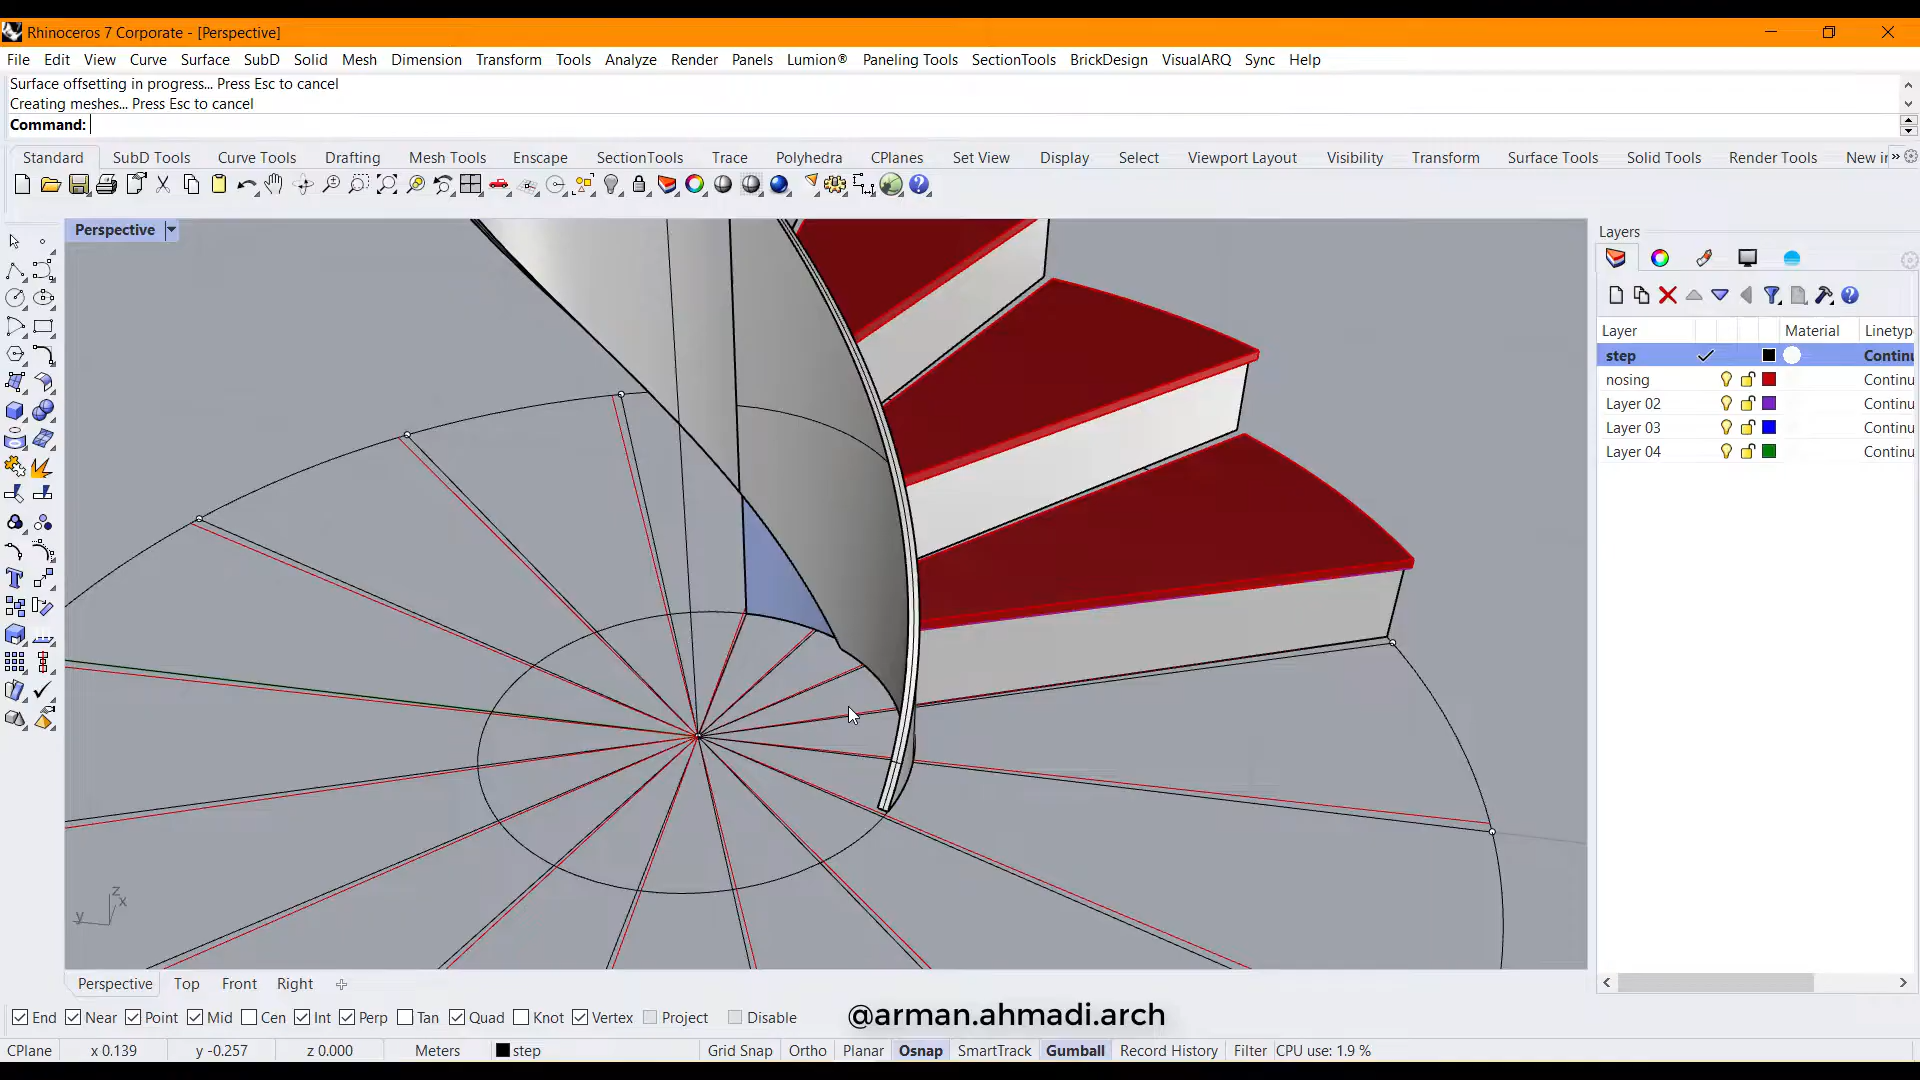 Rhinoceros 7 Corporate - [Perspective]
File Edit View Curve Surface SubD Solid Mesh Dimension Transform Tools Analyze Render Panels Lumion® Paneling Tools SectionTools BrickDesign VisualARQ Sync Help
Surface offsetting in progress... Press Esc to cancel
Creating meshes... Press Esc to cancel
Command:
Standard SubD Tools Curve Tools Drafting Mesh Tools Enscape SectionTools Trace Polyhedra CPlanes Set View Display Select Viewport Layout Visibility Transform Surface Tools Solid Tools Render Tools New in »
Perspective
Layers
Layer Material Linetyp
step Continu
nosing Continu
Layer 02 Continu
Layer 03 Continu
Layer 04 Continu
z
x
y
Perspective Top Front Right
End Near Point Mid Cen Int Perp Tan Quad Knot Vertex Project Disable
@arman.ahmadi.arch
CPlane x 0.139 y -0.257 z 0.000 Meters step Grid Snap Ortho Planar Osnap SmartTrack Gumball Record History Filter CPU use: 1.9 %